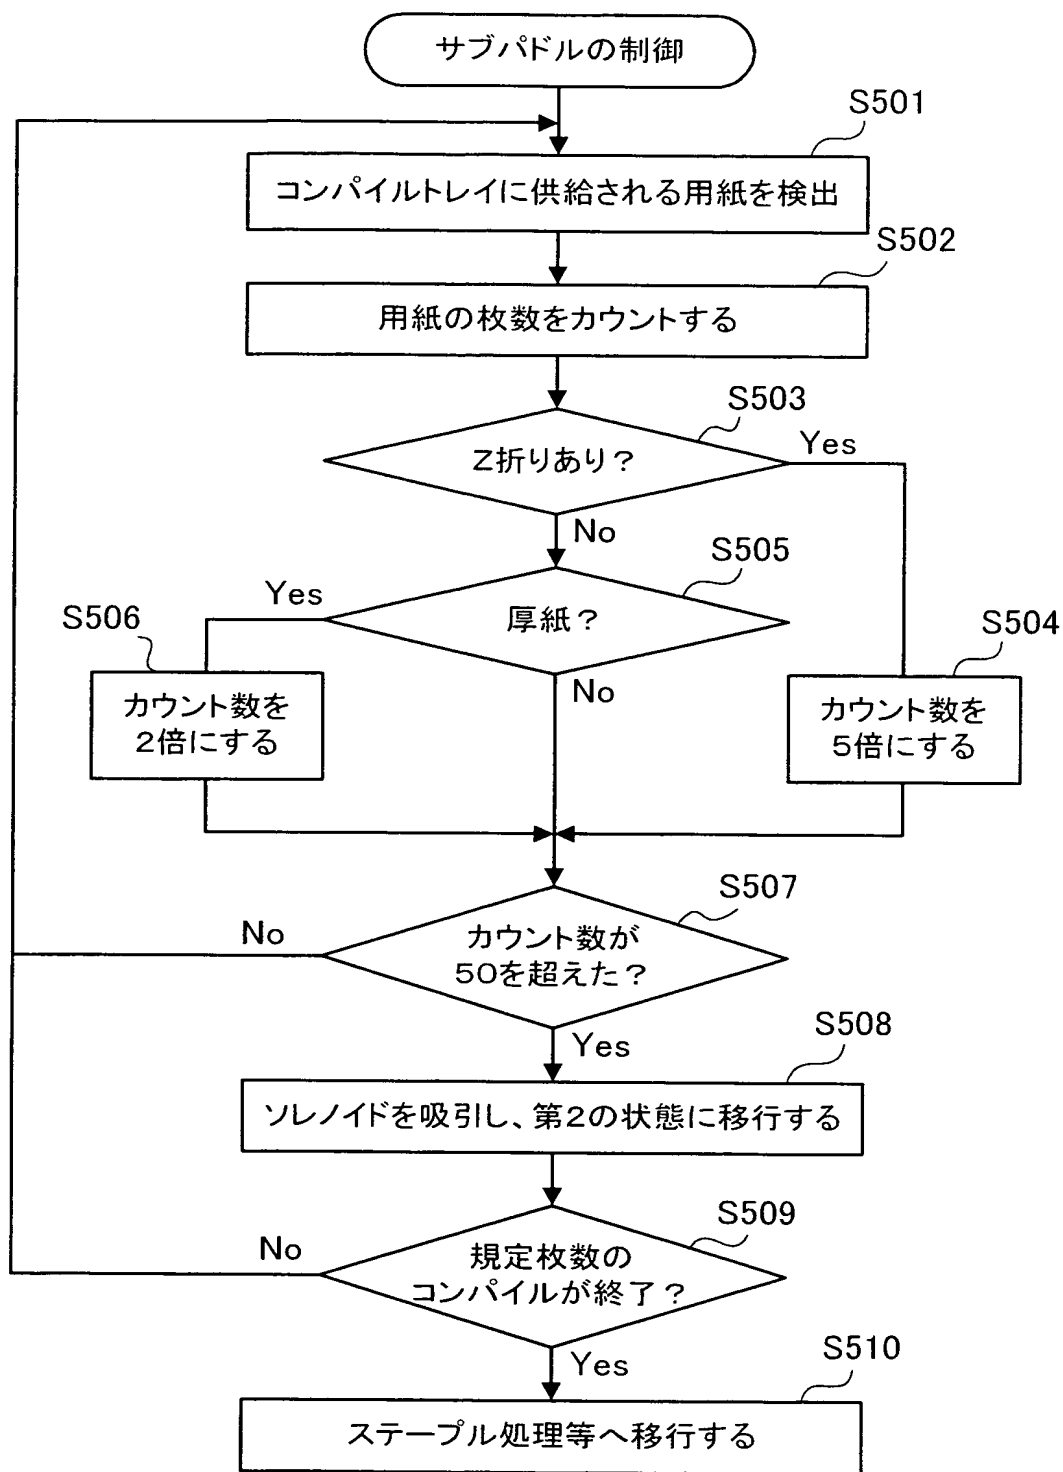 サブパドルの制御
S501
コンパイルトレイに供給される用紙を検出
S502
用紙の枚数をカウントする
S503
Z折りあり？
Yes
No
S505
厚紙？
Yes
No
S506
カウント数を
2倍にする
S504
カウント数を
5倍にする
S507
カウント数が
50を超えた？
No
Yes
S508
ソレノイドを吸引し、第2の状態に移行する
S509
規定枚数の
コンパイルが終了？
No
Yes
S510
ステープル処理等へ移行する